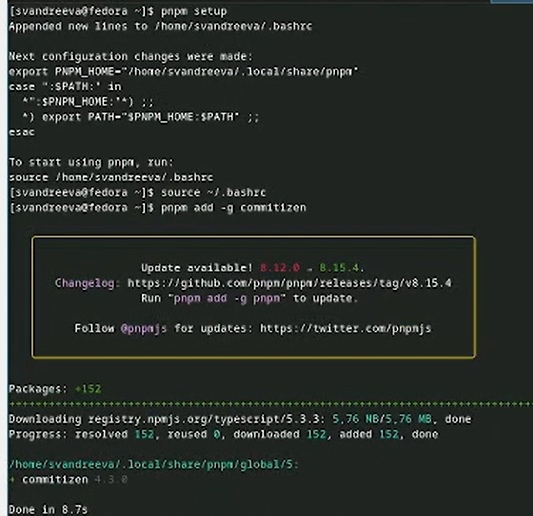 [svandreeva@fedora ~]$ pnpm setup
Appended new lines to /home/svandreeva/.bashrc
Next configuration changes were made:
export PNPM_HOME="/home/svandreeva/.local/share/pnpm"
case ":$PATH:" in
  *":$PNPM_HOME:"*) ;;
  *) export PATH="$PNPM_HOME:$PATH" ;;
esac
To start using pnpm, run:
source /home/svandreeva/.bashrc
[svandreeva@fedora ~]$ source ~/.bashrc
[svandreeva@fedora ~]$ pnpm add -g commitizen
Update available! 8.12.0 → 8.15.4.
Changelog: https://github.com/pnpm/pnpm/releases/tag/v8.15.4
Run "pnpm add -g pnpm" to update.
Follow @pnpmjs for updates: https://twitter.com/pnpmjs
Packages: +152
++++++++++++++++++++++++++++++++++++++++++++++++++++++++++++++++++++++++++
Downloading registry.npmjs.org/typescript/5.3.3: 5,76 MB/5,76 MB, done
Progress: resolved 152, reused 0, downloaded 152, added 152, done
/home/svandreeva/.local/share/pnpm/global/5:
+ commitizen 4.3.0
Done in 8.7s